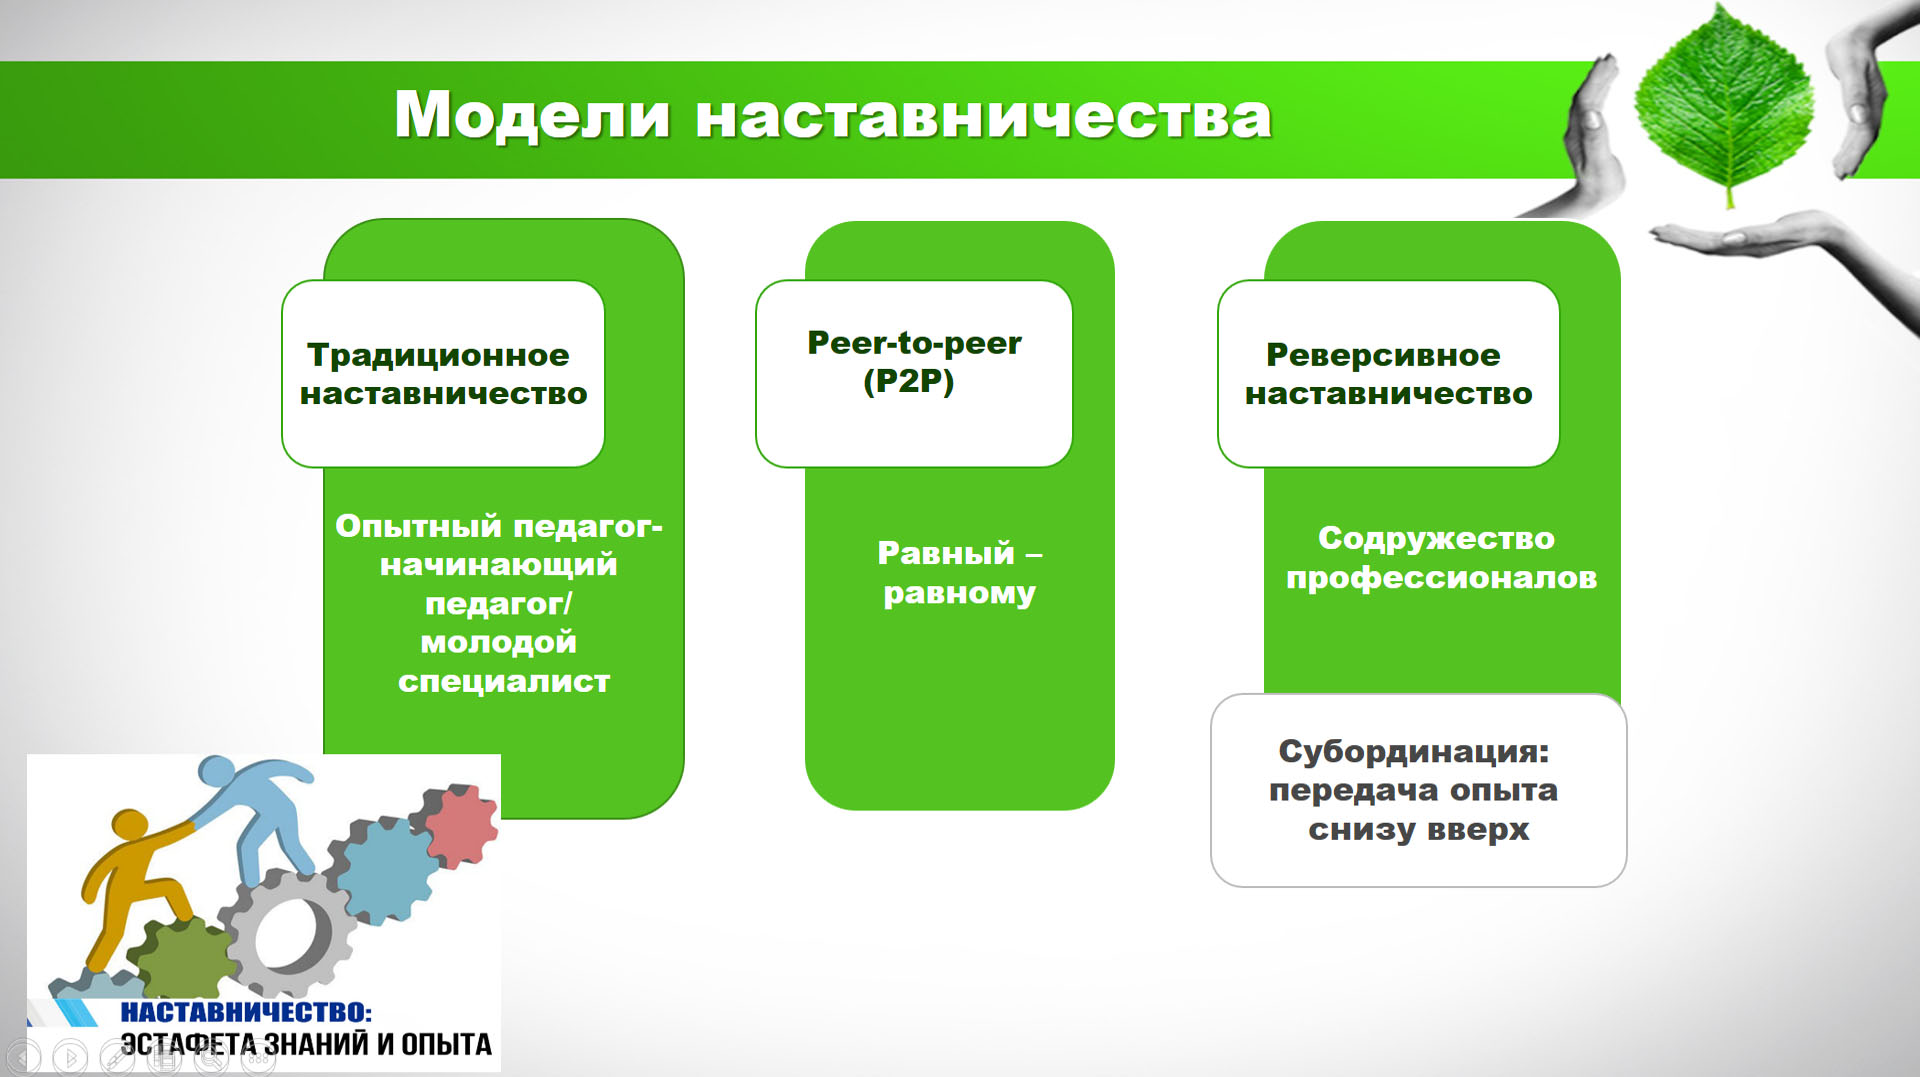 Модели наставничества
Традиционное
наставничество
Опытный педагог-
начинающий
педагог/
молодой
специалист
Peer-to-peer
(P2P)
Равный –
равному
Реверсивное
наставничество
Содружество
профессионалов
Субординация:
передача опыта
снизу вверх
НАСТАВНИЧЕСТВО:
ЭСТАФЕТА ЗНАНИЙ И ОПЫТА